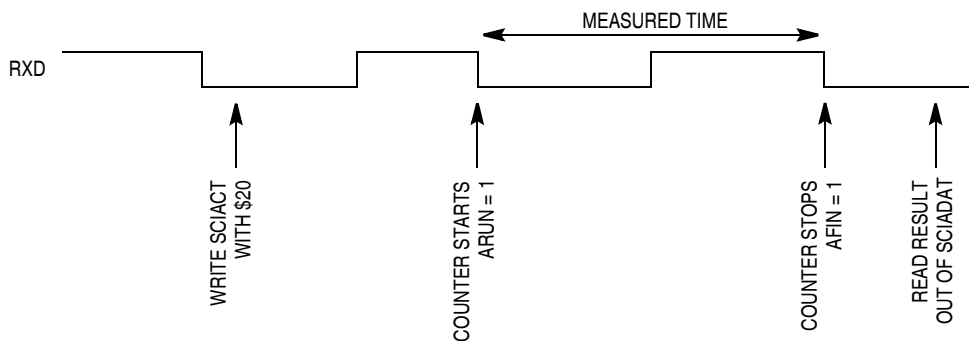 MEASURED TIME
RXD
WRITE SCIACT
WITH $20
COUNTER STARTS
ARUN = 1
COUNTER STOPS
AFIN = 1
READ RESULT
OUT OF SCIADAT